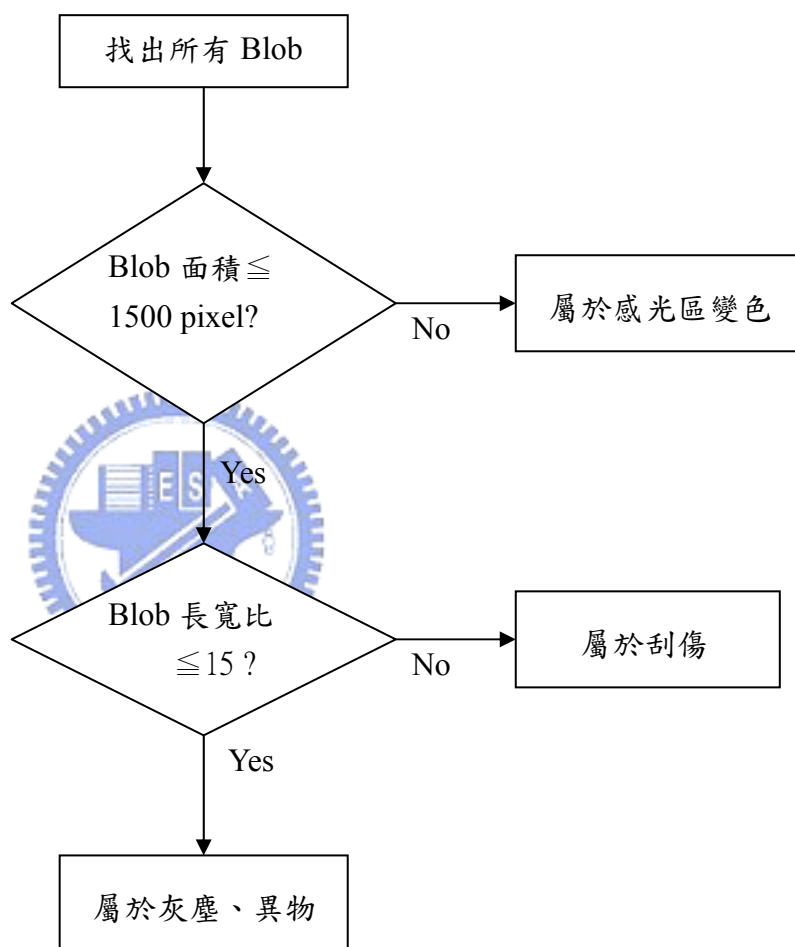 找出所有 Blob
Blob 面積≦
1500 pixel?
No
屬於感光區變色
Yes
Blob 長寬比
≦15？
No
屬於刮傷
Yes
屬於灰塵、異物